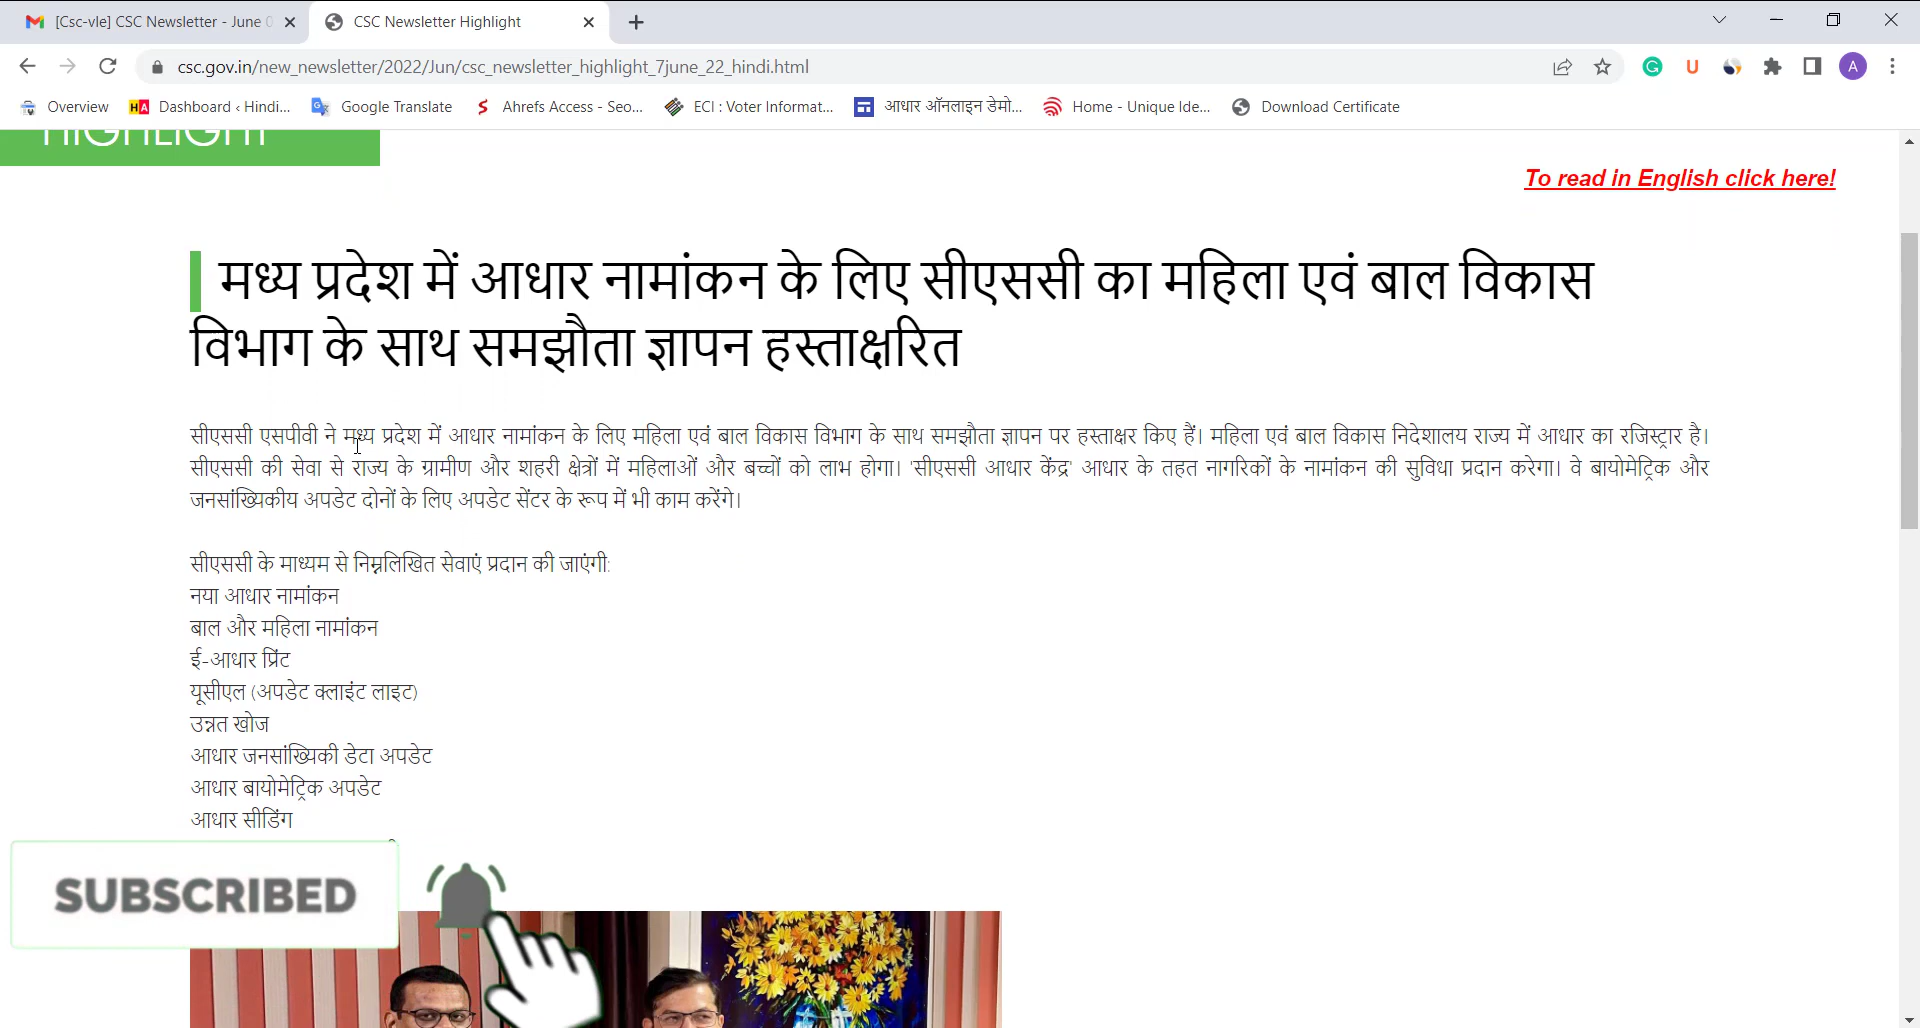 [Csc-vle] CSC Newsletter - June 0
CSC Newsletter Highlight
csc.gov.in/new_newsletter/2022/Jun/csc_newsletter_highlight_7june_22_hindi.html
A
Overview
Dashboard ‹ Hindi...
Google Translate
Ahrefs Access - Seo...
ECI : Voter Informat...
आधार ऑनलाइन डेमो...
Home - Unique Ide...
Download Certificate
HIGHLIGHT
To read in English click here!
मध्य प्रदेश में आधार नामांकन के लिए सीएससी का महिला एवं बाल विकास
विभाग के साथ समझौता ज्ञापन हस्ताक्षरित
सीएससी एसपीवी ने मध्य प्रदेश में आधार नामांकन के लिए महिला एवं बाल विकास विभाग के साथ समझौता ज्ञापन पर हस्ताक्षर किए हैं। महिला एवं बाल विकास निदेशालय राज्य में आधार का रजिस्ट्रार है।
सीएससी की सेवा से राज्य के ग्रामीण और शहरी क्षेत्रों में महिलाओं और बच्चों को लाभ होगा। 'सीएससी आधार केंद्र' आधार के तहत नागरिकों के नामांकन की सुविधा प्रदान करेगा। वे बायोमेट्रिक और
जनसांख्यिकीय अपडेट दोनों के लिए अपडेट सेंटर के रूप में भी काम करेंगे।
सीएससी के माध्यम से निम्नलिखित सेवाएं प्रदान की जाएंगी:
नया आधार नामांकन
बाल और महिला नामांकन
ई-आधार प्रिंट
यूसीएल (अपडेट क्लाइंट लाइट)
उन्नत खोज
आधार जनसांख्यिकी डेटा अपडेट
आधार बायोमेट्रिक अपडेट
आधार सीडिंग
SUBSCRIBED